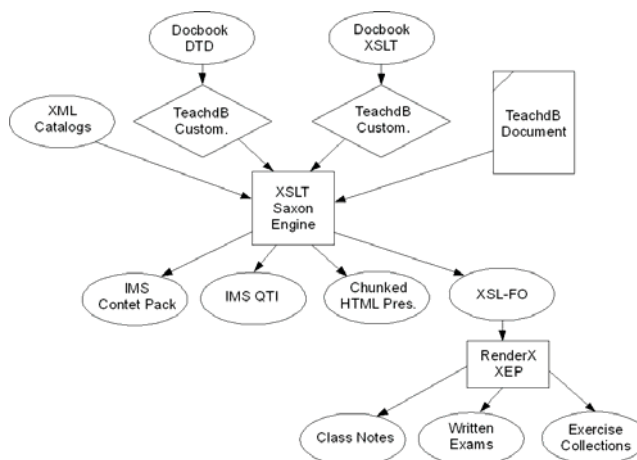 Docbook
DTD
Docbook
XSLT
XML
Catalogs
TeachdB
Custom.
TeachdB
Custom.
TeachdB
Document
XSLT
Saxon
Engine
IMS
Contet Pack
IMS QTI
Chunked
HTML Pres.
XSL-FO
RenderX
XEP
Class Notes
Written
Exams
Exercise
Collections